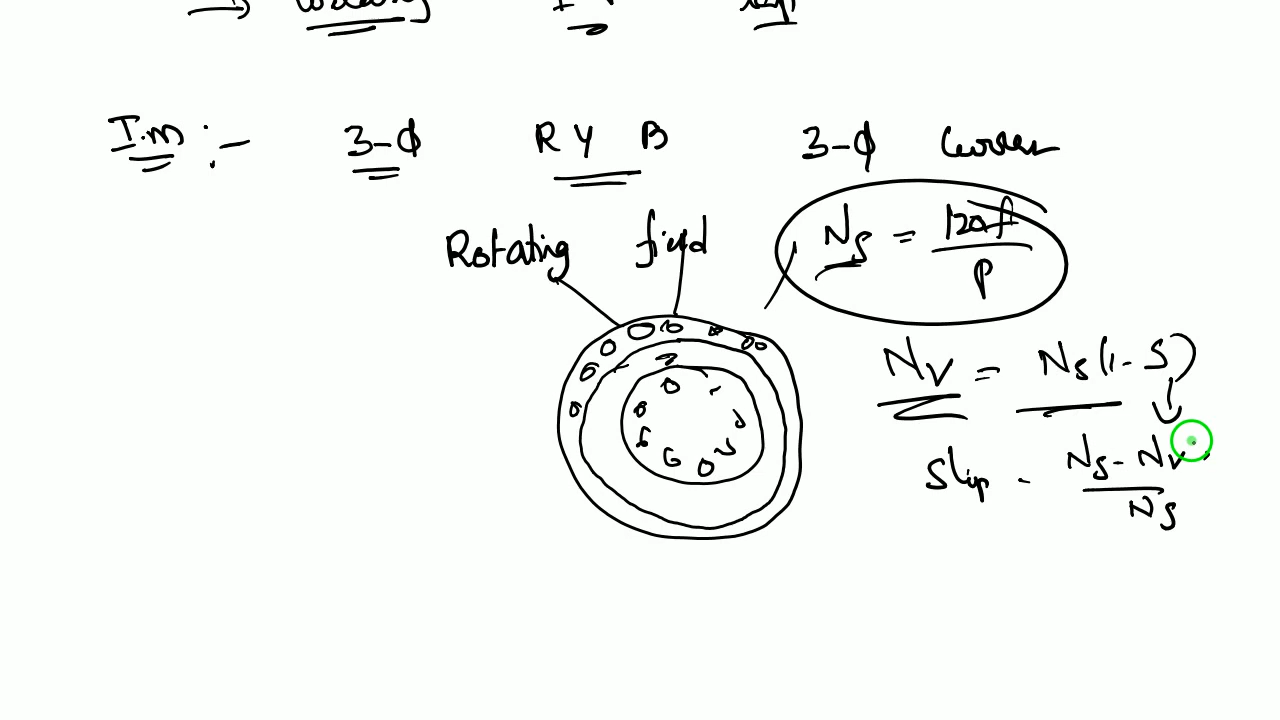 I.M :- 3-Φ R Y B 3-Φ
Rotating field
Ns = 120f / P
Nr = Ns(1-S)
Slip - Ns - Nr / Ns